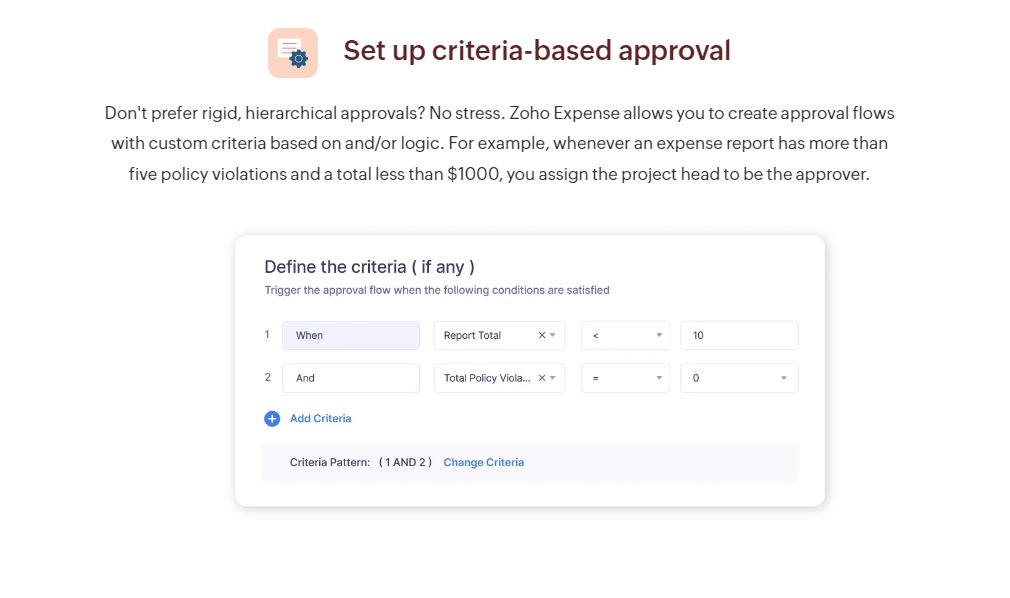 Set up criteria-based approval
Don't prefer rigid, hierarchical approvals? No stress. Zoho Expense allows you to create approval flows
with custom criteria based on and/or logic. For example, whenever an expense report has more than
five policy violations and a total less than $1000, you assign the project head to be the approver.
Define the criteria ( if any )
Trigger the approval flow when the following conditions are satisfied
1 When Report Total < 10
2 And Total Policy Viola... = 0
Add Criteria
Criteria Pattern: ( 1 AND 2 ) Change Criteria